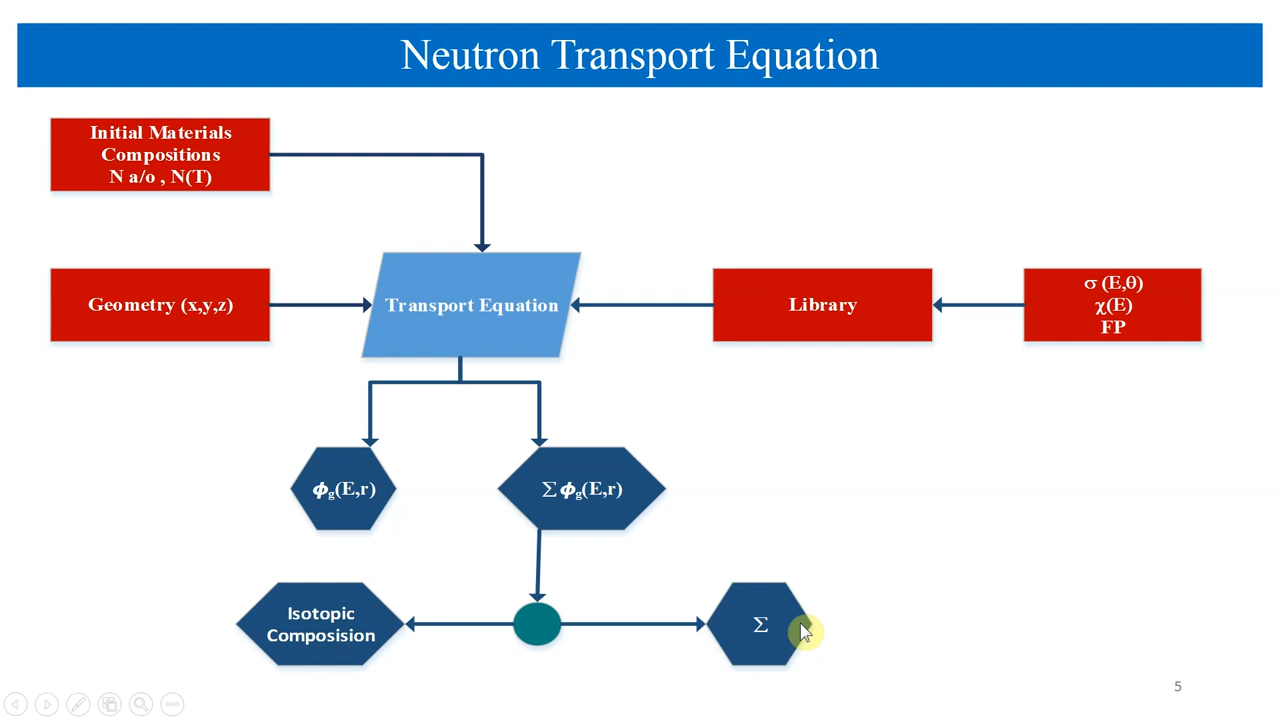 Neutron Transport Equation
Initial Materials
Compositions
N a/o , N(T)
Geometry (x,y,z)
Transport Equation
Library
σ (E,θ)
χ(E)
FP
ϕg(E,r)
Σ ϕg(E,r)
Isotopic
Composision
Σ
5